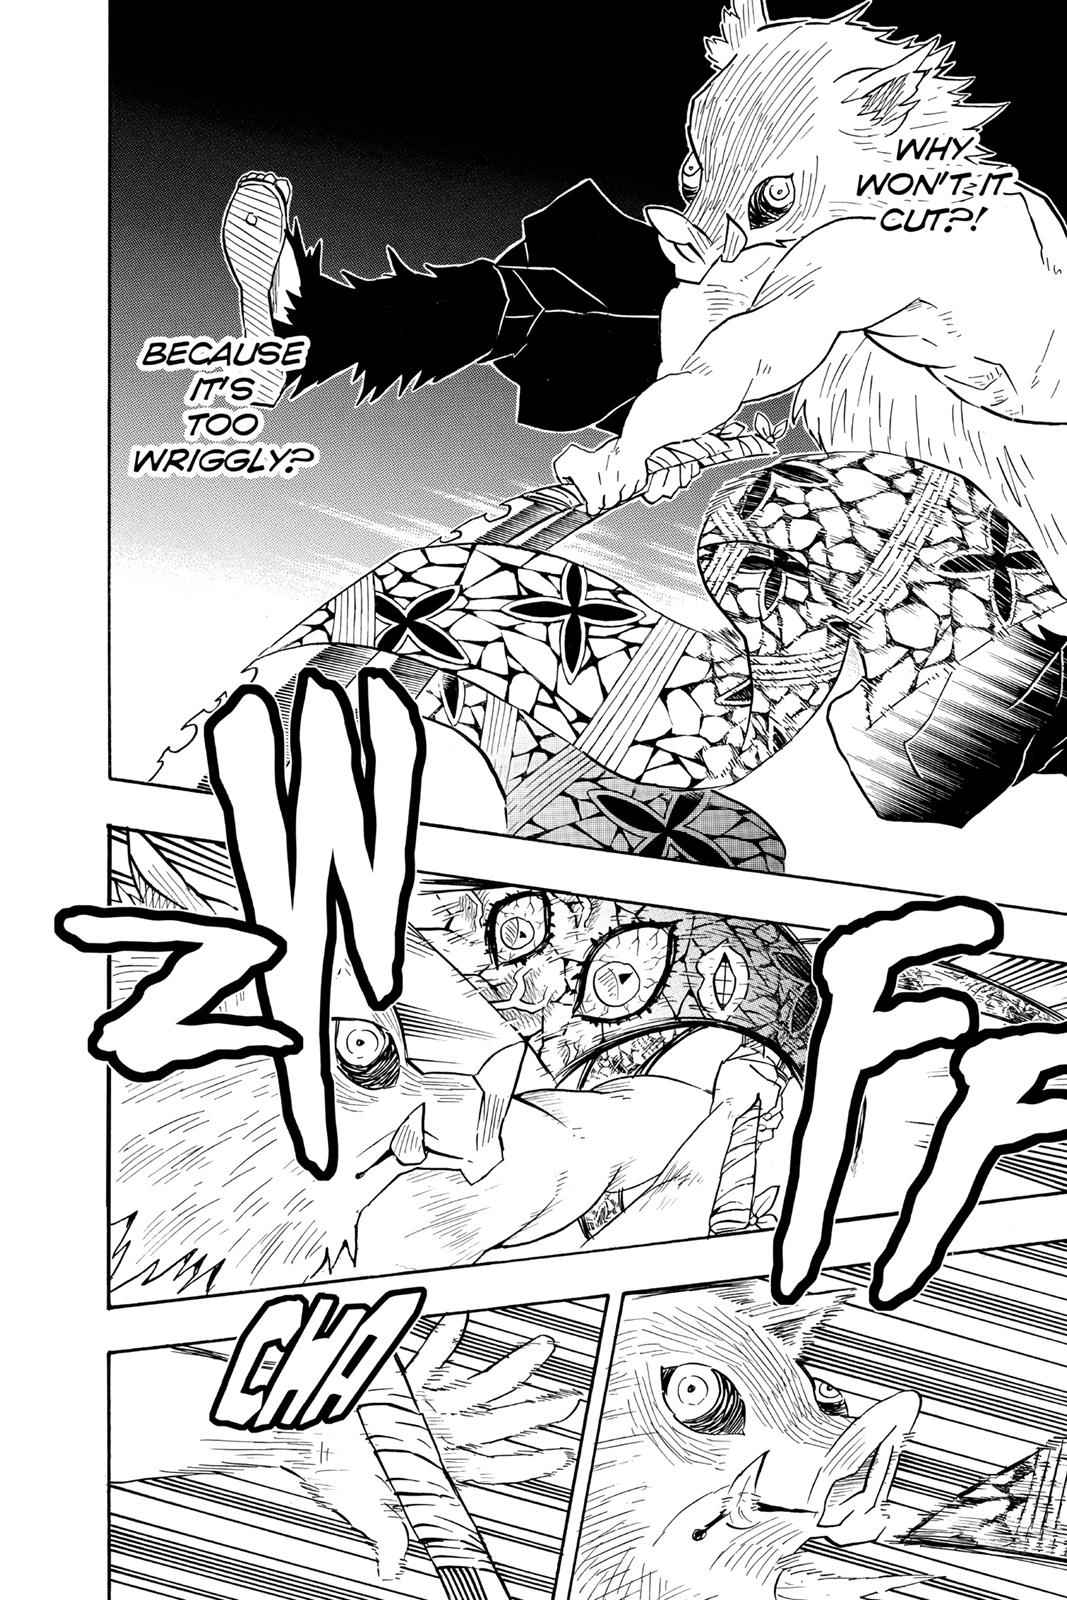 WHY
WON'T IT
CUT?!
BECAUSE
IT'S
TOO
WRIGGLY?
ZW
FF
CHA